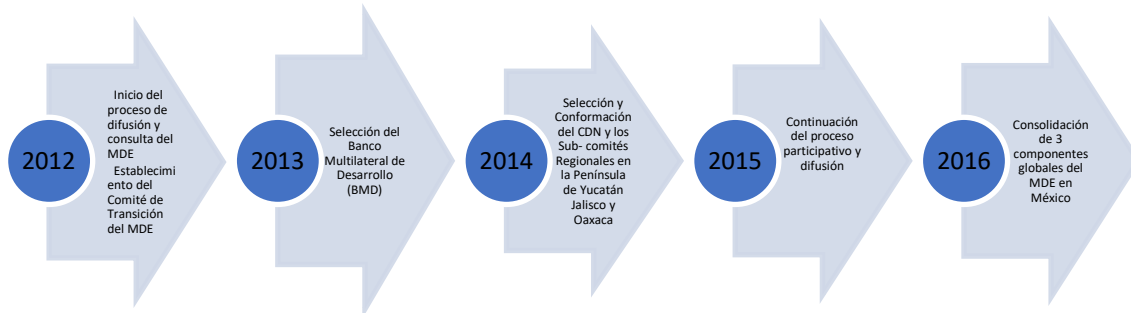 2012
Inicio del
proceso de
difusión y
consulta del
MDE
Establecimi
ento del
Comité de
Transición
del MDE
2013
Selección del
Banco
Multilateral de
Desarrollo
(BMD)
2014
Selección y
Conformación
del CDN y los
Sub- comités
Regionales en
la Península
de Yucatán
Jalisco y
Oaxaca
2015
Continuación
del proceso
participativo y
difusión
2016
Consolidación
de 3
componentes
globales del
MDE en
México